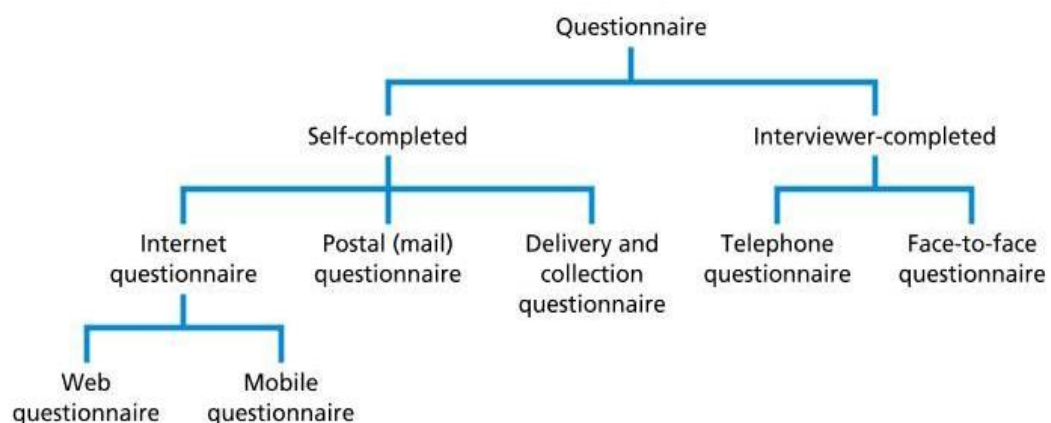 Questionnaire
Self-completed
Interviewer-completed
Internet
questionnaire
Postal (mail)
questionnaire
Delivery and
collection
questionnaire
Telephone
questionnaire
Face-to-face
questionnaire
Web
questionnaire
Mobile
questionnaire